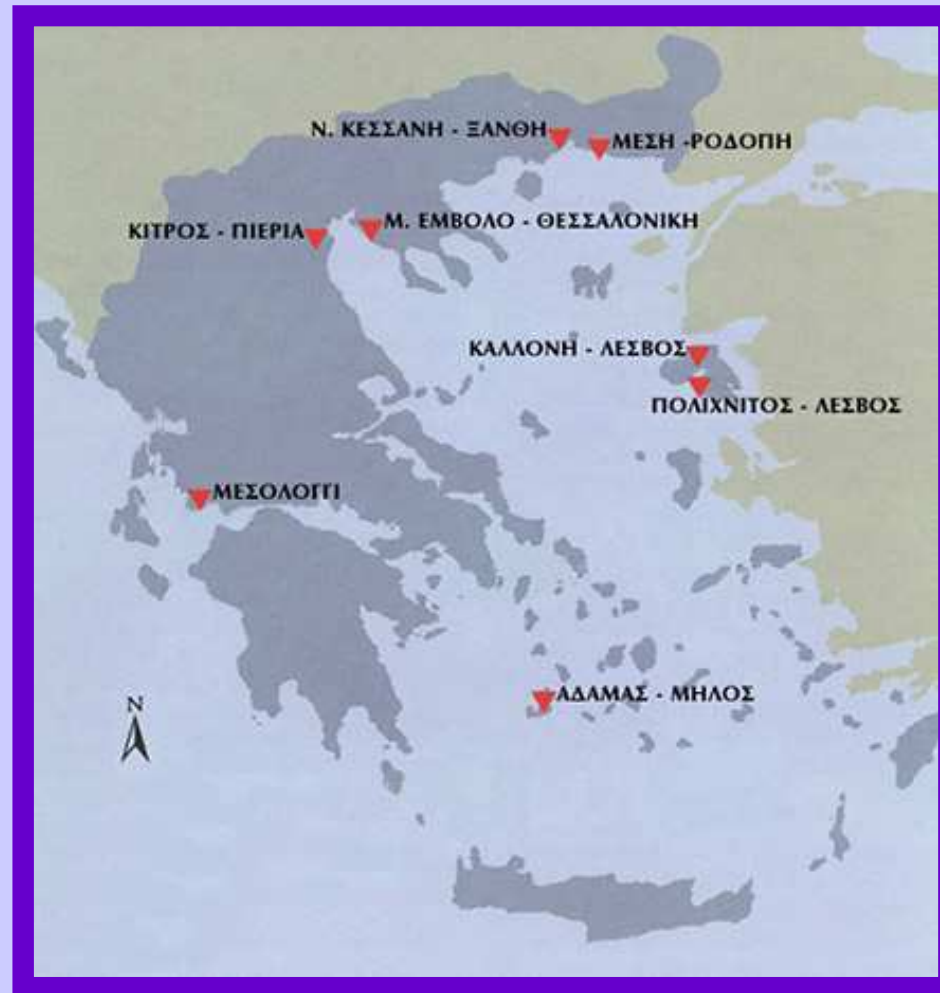 Ν. ΚΕΣΣΑΝΗ - ΞΑΝΘΗ
ΜΕΣΗ -ΡΟΔΟΠΗ
ΚΙΤΡΟΣ - ΠΙΕΡΙΑ
Μ. ΕΜΒΟΛΟ - ΘΕΣΣΑΛΟΝΙΚΗ
ΚΑΛΛΟΝΗ - ΛΕΣΒΟΣ
ΠΟΛΙΧΝΙΤΟΣ - ΛΕΣΒΟΣ
ΜΕΣΟΛΟΓΓΙ
ΑΔΑΜΑΣ - ΜΗΛΟΣ
N